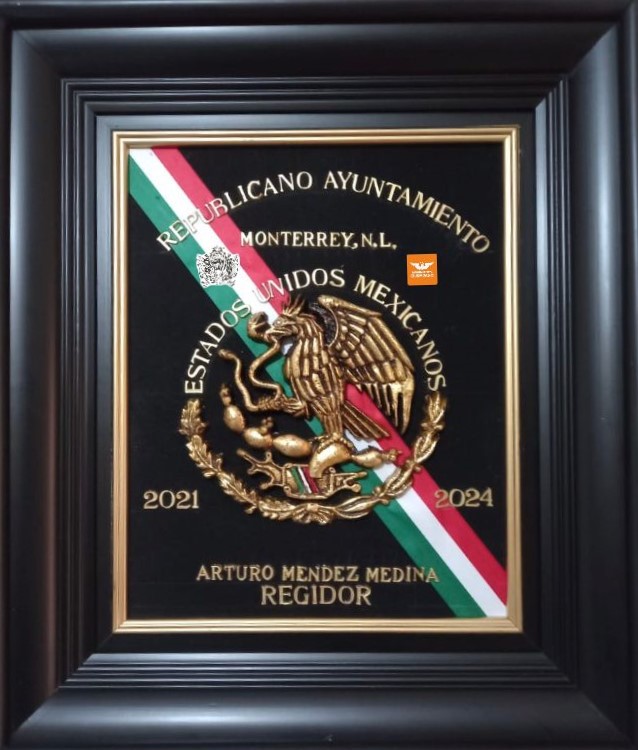 REPUBLICANO AYUNTAMIENTO
MONTERREY, N.L.
ESTADOS UNIDOS MEXICANOS
2021
2024
ARTURO MENDEZ MEDINA
REGIDOR